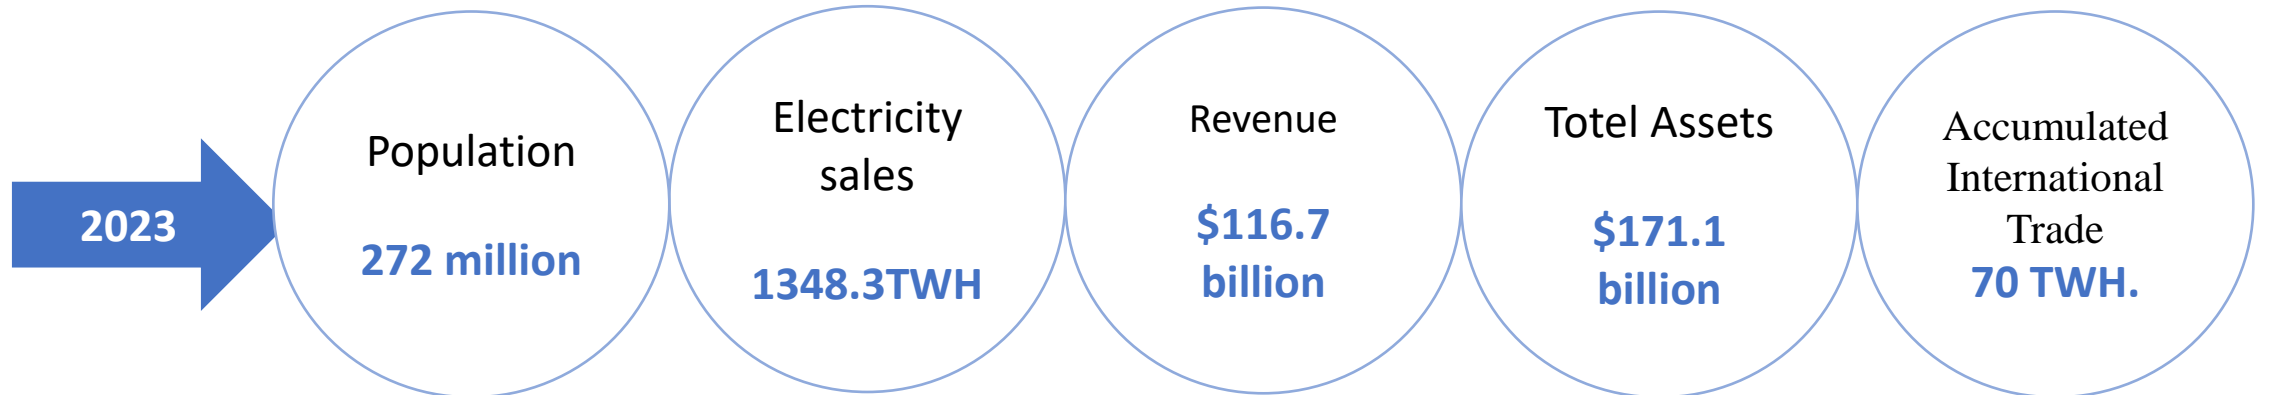 2023
Population
272 million
Electricity
sales
1348.3TWH
Revenue
$116.7
billion
Totel Assets
$171.1
billion
Accumulated
International
Trade
70 TWH.